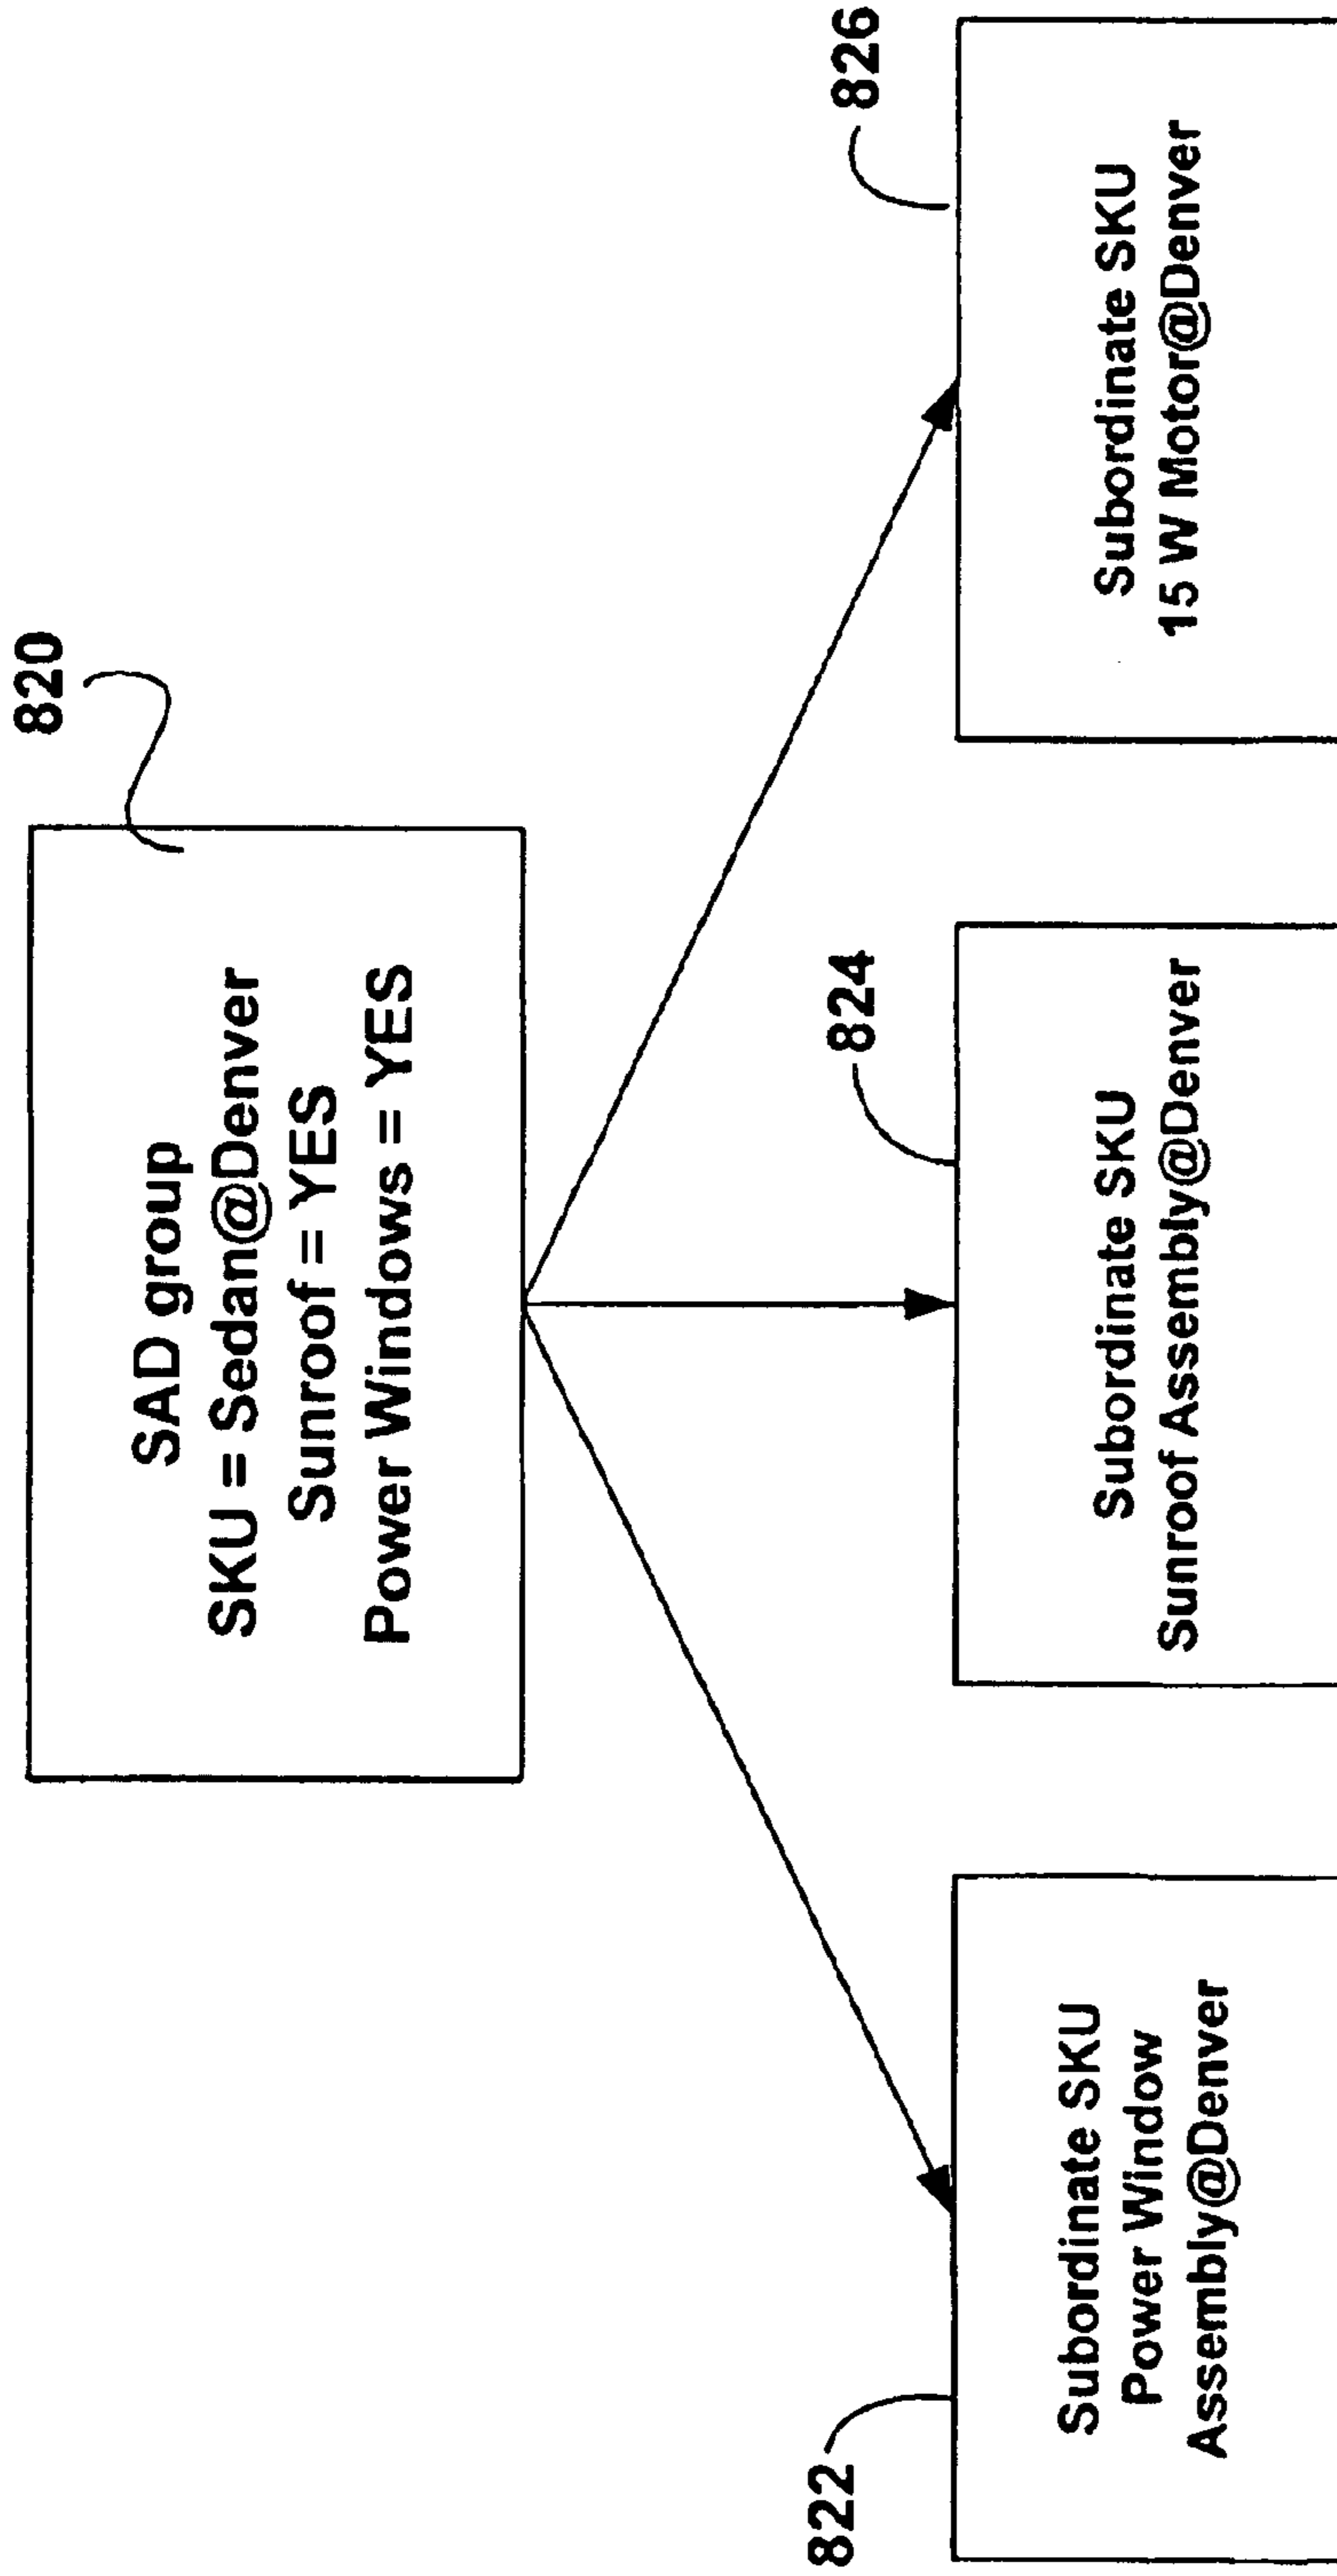 820
SAD group
SKU = Sedan@Denver
Sunroof = YES
Power Windows = YES
822
Subordinate SKU
Power Window
Assembly@Denver
824
Subordinate SKU
Sunroof Assembly@Denver
826
Subordinate SKU
15 W Motor@Denver